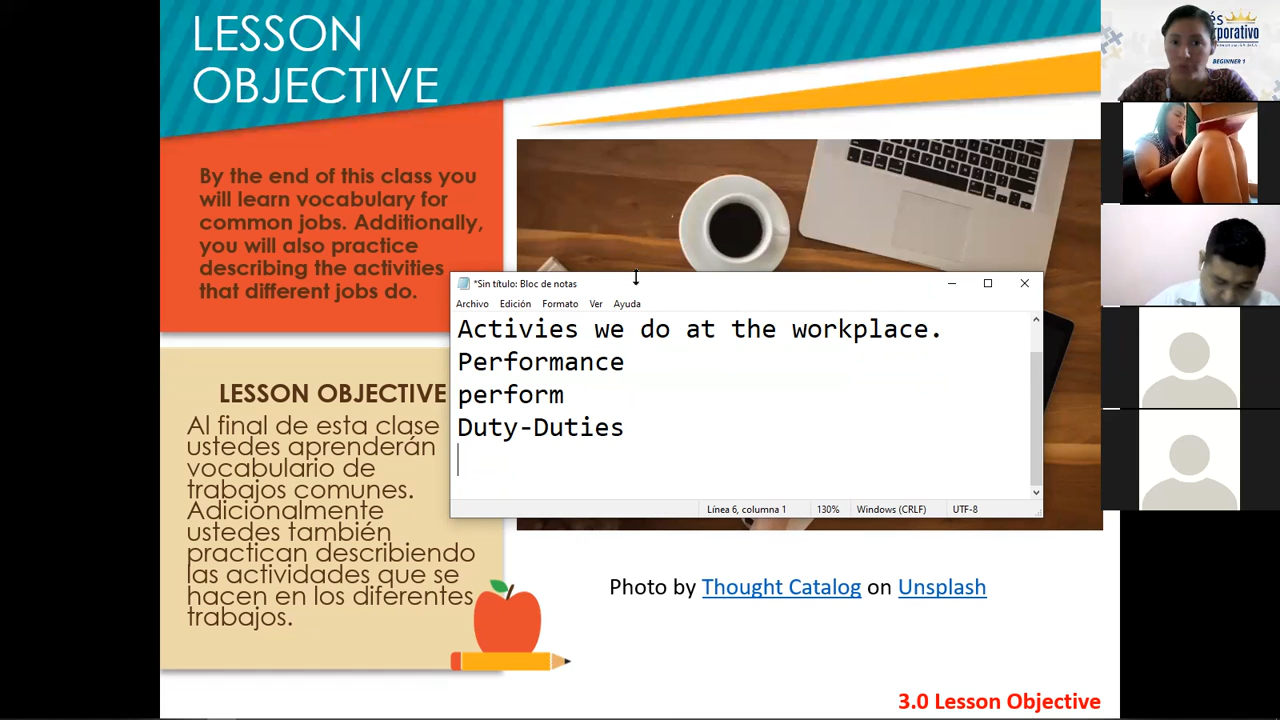 LESSON
OBJECTIVE
By the end of this class you
will learn vocabulary for
common jobs. Additionally,
you will also practice
describing the activities
that different jobs do.
LESSON OBJECTIVE
Al final de esta clase
ustedes aprenderán
vocabulario de
trabajos comunes.
Adicionalmente
ustedes también
practican describiendo
las actividades que se
hacen en los diferentes
trabajos.
*Sin título: Bloc de notas
Archivo Edición Formato Ver Ayuda
Activies we do at the workplace.
Performance
perform
Duty-Duties
Línea 6, columna 1 130% Windows (CRLF) UTF-8
Photo by Thought Catalog on Unsplash
3.0 Lesson Objective
BEGINNER 1